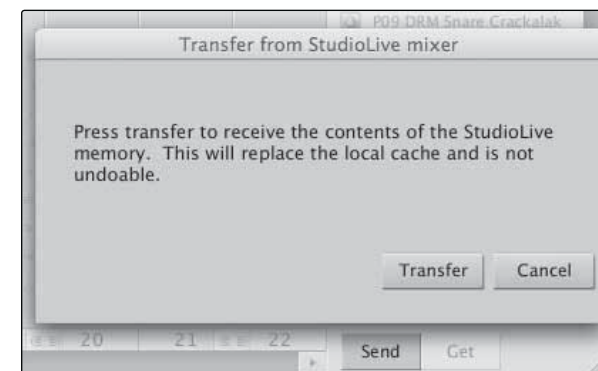 P09 DRM Snare Crackalak
Transfer from StudioLive mixer
Press transfer to receive the contents of the StudioLive
memory.  This will replace the local cache and is not
undoable.
Transfer Cancel
20 21 22
Send Get